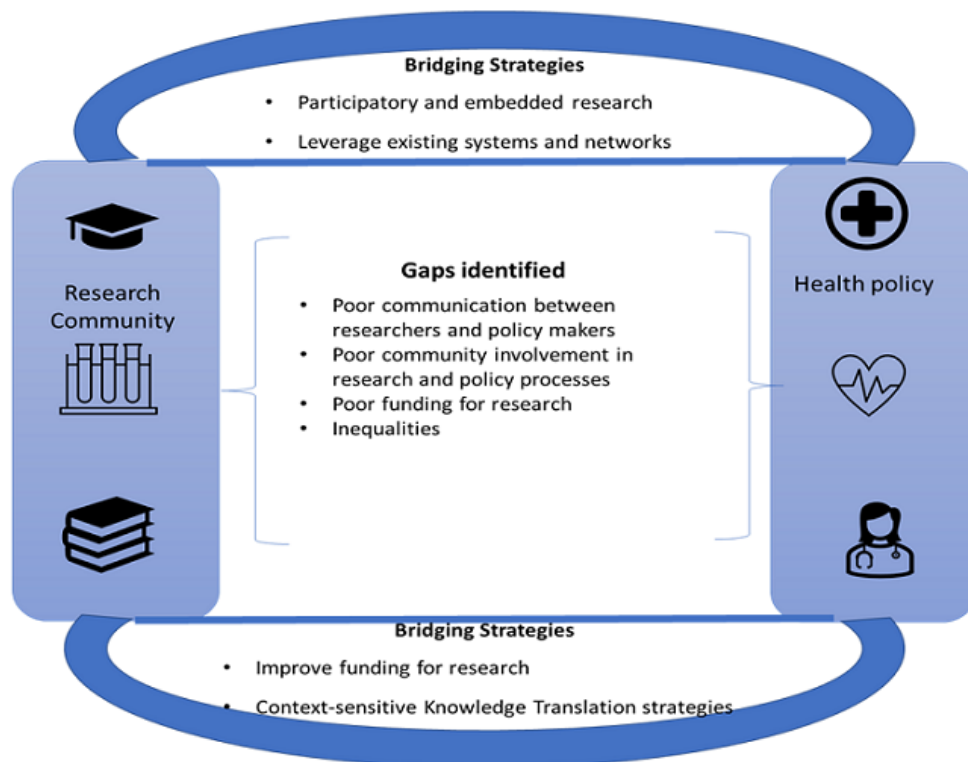 Bridging Strategies
• Participatory and embedded research
• Leverage existing systems and networks
Research
Community
Gaps identified
• Poor communication between
researchers and policy makers
• Poor community involvement in
research and policy processes
• Poor funding for research
• Inequalities
Health policy
Bridging Strategies
• Improve funding for research
• Context-sensitive Knowledge Translation strategies